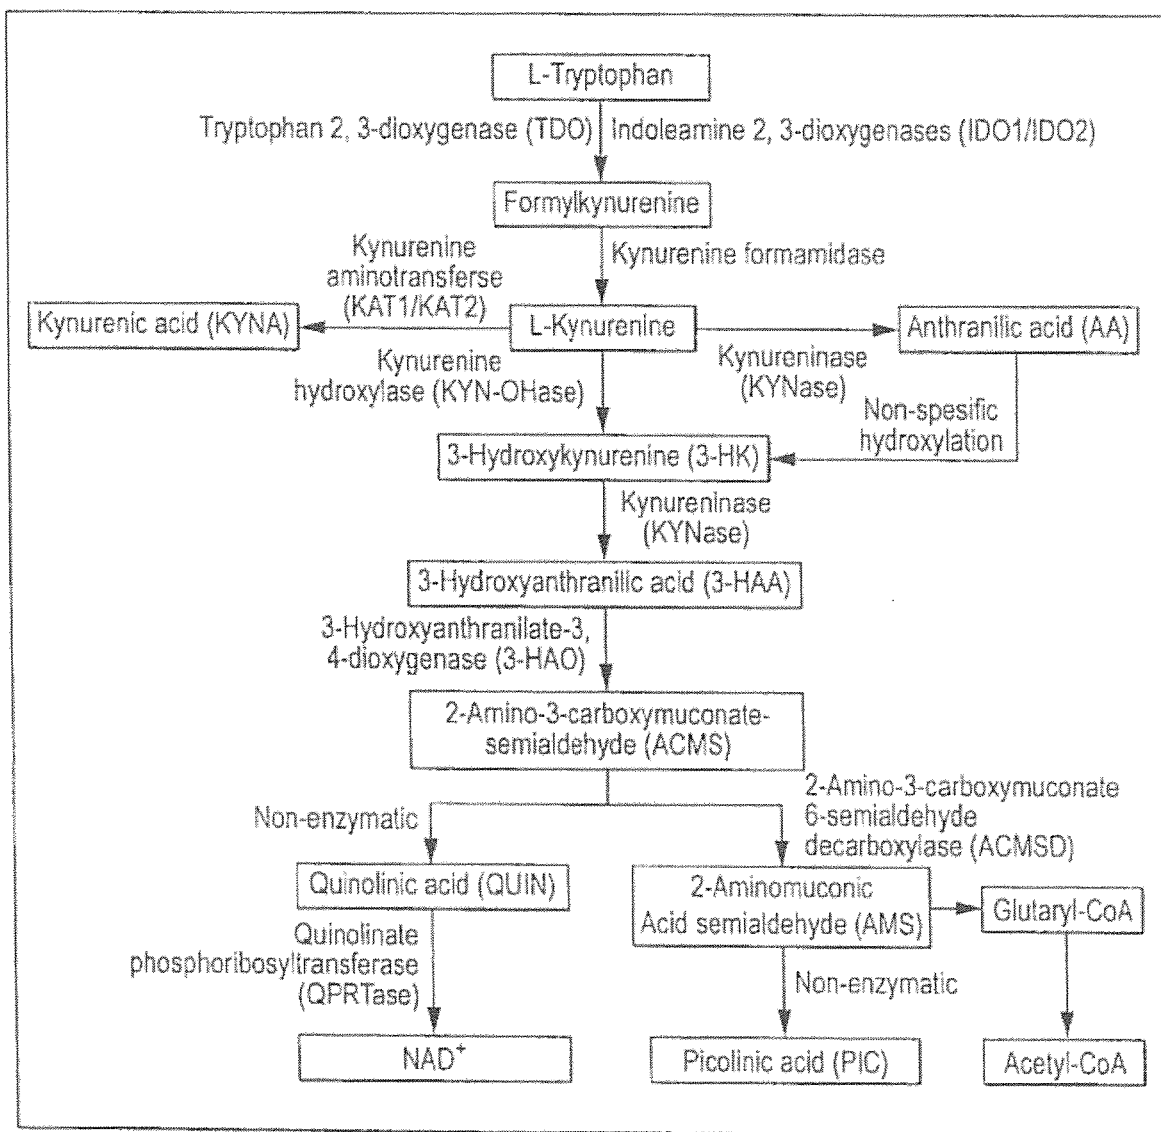 L-Tryptophan
Tryptophan 2, 3-dioxygenase (TDO)
Indoleamine 2, 3-dioxygenases (IDO1/IDO2)
Formylkynurenine
Kynurenine
aminotransferse
(KAT1/KAT2)
Kynurenine formamidase
Kynurenic acid (KYNA)
L-Kynurenine
Anthranilic acid (AA)
Kynurenine
hydroxylase (KYN-OHase)
Kynureninase
(KYNase)
Non-spesific
hydroxylation
3-Hydroxykynurenine (3-HK)
Kynureninase
(KYNase)
3-Hydroxyanthranilic acid (3-HAA)
3-Hydroxyanthranilate-3,
4-dioxygenase (3-HAO)
2-Amino-3-carboxymuconate-
semialdehyde (ACMS)
Non-enzymatic
2-Amino-3-carboxymuconate
6-semialdehyde
decarboxylase (ACMSD)
Quinolinic acid (QUIN)
2-Aminomuconic
Acid semialdehyde (AMS)
Glutaryl-CoA
Quinolinate
phosphoribosyltransferase
(QPRTase)
Non-enzymatic
NAD⁺
Picolinic acid (PIC)
Acetyl-CoA